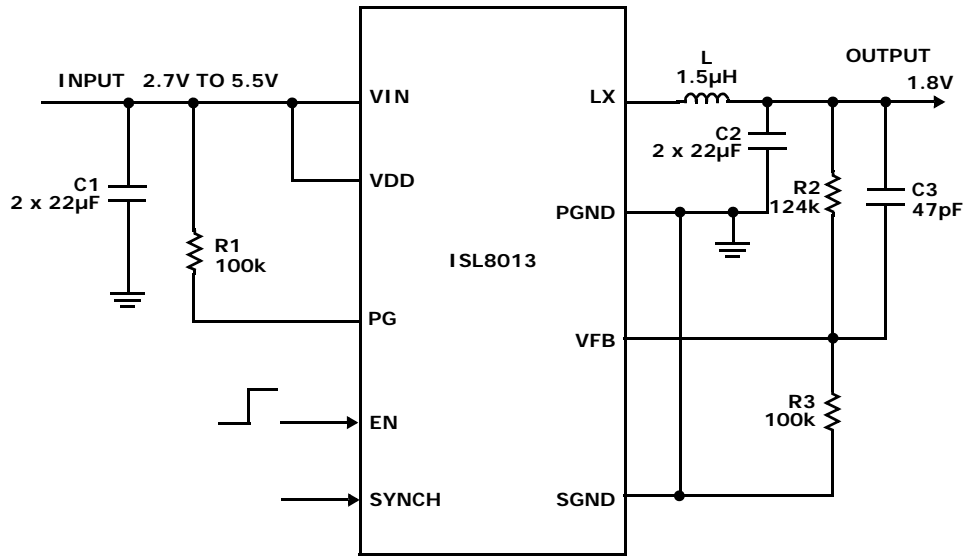 INPUT 2.7V TO 5.5V
C1
2 x 22µF
R1
100k
VIN
VDD
PG
EN
SYNCH
ISL8013
LX
PGND
VFB
SGND
L
1.5µH
OUTPUT
1.8V
C2
2 x 22µF
R2
124k
C3
47pF
R3
100k